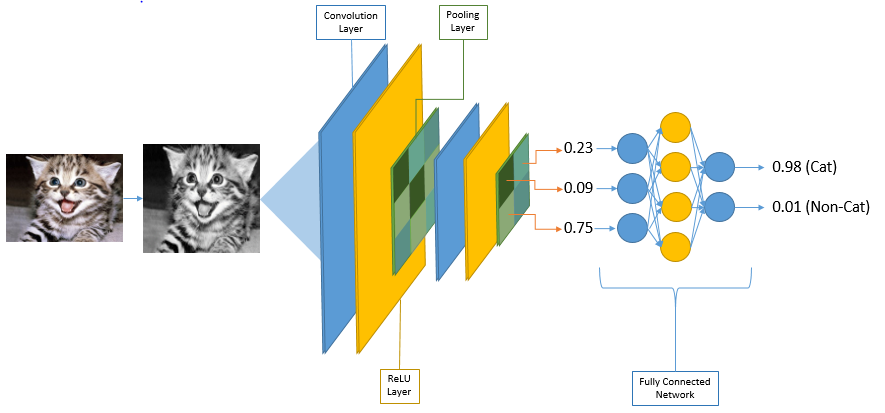 Convolution
Layer
Pooling
Layer
0.23
0.09
0.75
0.98 (Cat)
0.01 (Non-Cat)
ReLU
Layer
Fully Connected
Network